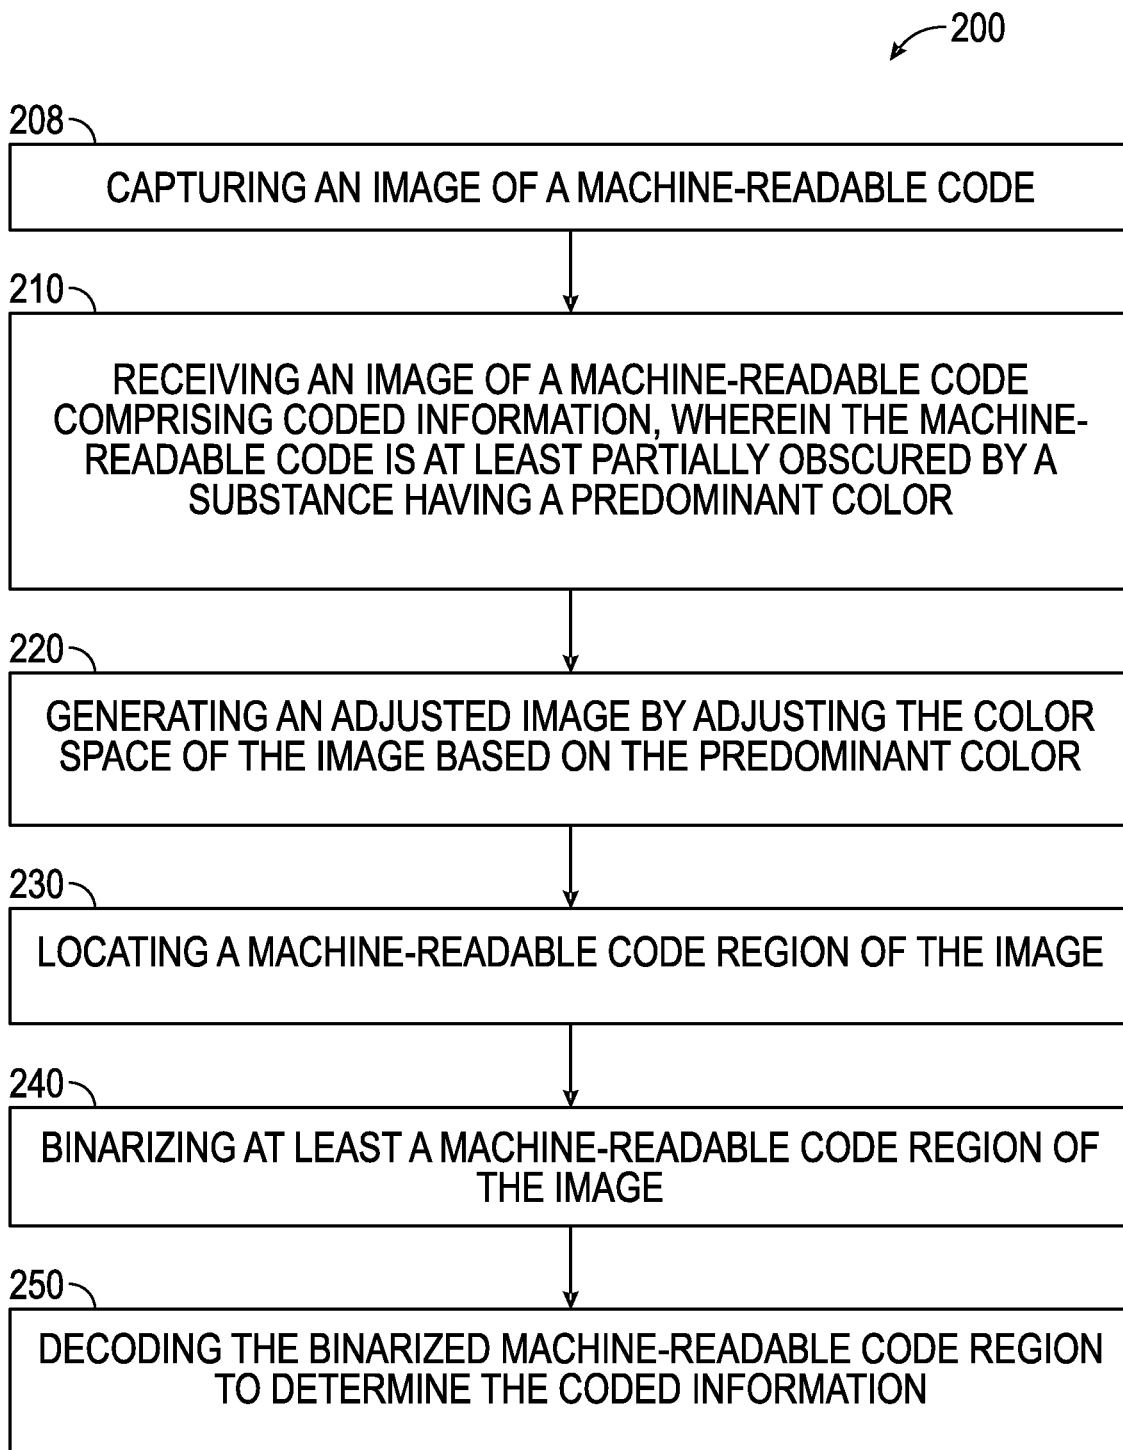 200
208
CAPTURING AN IMAGE OF A MACHINE-READABLE CODE
210
RECEIVING AN IMAGE OF A MACHINE-READABLE CODE
COMPRISING CODED INFORMATION, WHEREIN THE MACHINE-
READABLE CODE IS AT LEAST PARTIALLY OBSCURED BY A
SUBSTANCE HAVING A PREDOMINANT COLOR
220
GENERATING AN ADJUSTED IMAGE BY ADJUSTING THE COLOR
SPACE OF THE IMAGE BASED ON THE PREDOMINANT COLOR
230
LOCATING A MACHINE-READABLE CODE REGION OF THE IMAGE
240
BINARIZING AT LEAST A MACHINE-READABLE CODE REGION OF
THE IMAGE
250
DECODING THE BINARIZED MACHINE-READABLE CODE REGION
TO DETERMINE THE CODED INFORMATION